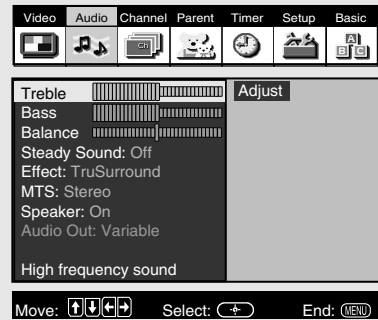 Video Audio Channel Parent Timer Setup Basic
Ch A B C
Treble Adjust
Bass
Balance
Steady Sound: Off
Effect: TruSurround
MTS: Stereo
Speaker: On
Audio Out: Variable
High frequency sound
Move: Select: End: MENU